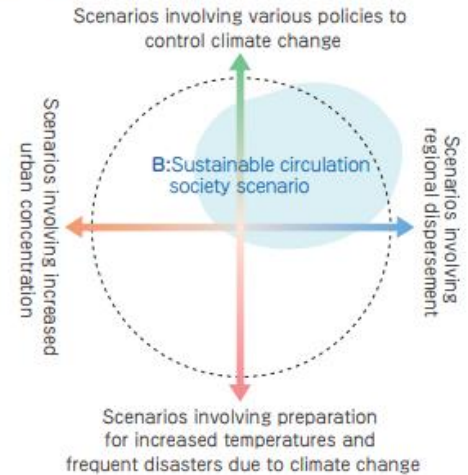 Scenarios involving various policies to
control climate change
Scenarios involving increased
urban concentration
B:Sustainable circulation
society scenario
Scenarios involving
regional dispersement
Scenarios involving preparation
for increased temperatures and
frequent disasters due to climate change